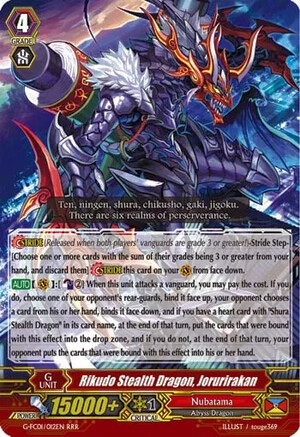 4
GRADE
Ten, ningen, shura, chikusho, gaki, jigoku.
There are six realms of perserverance.
STRIDE (Released when both players' vanguards are grade 3 or greater!)-Stride Step-
[Choose one or more cards with the sum of their grades being 3 or greater from your
hand, and discard them] STRIDE this card on your from face down.
AUTO 1: [ 2] When this unit attacks a vanguard, you may pay the cost. If you
do, choose one of your opponent's rear-guards, bind it face up, your opponent chooses
a card from his or her hand, binds it face down, and if you have a heart card with "Shura
Stealth Dragon" in its card name, at the end of that turn, put the cards that were bound
with this effect into the drop zone, and if you do not, at the end of that turn, your
opponent puts the cards that were bound with this effect into his or her hand.
G
UNIT
Rikudo Stealth Dragon, Jorurirakan
POWER
15000+
1
CRITICAL
Nubatama
Abyss Dragon
G-FC01/012EN RRR
ILLUST / touge369